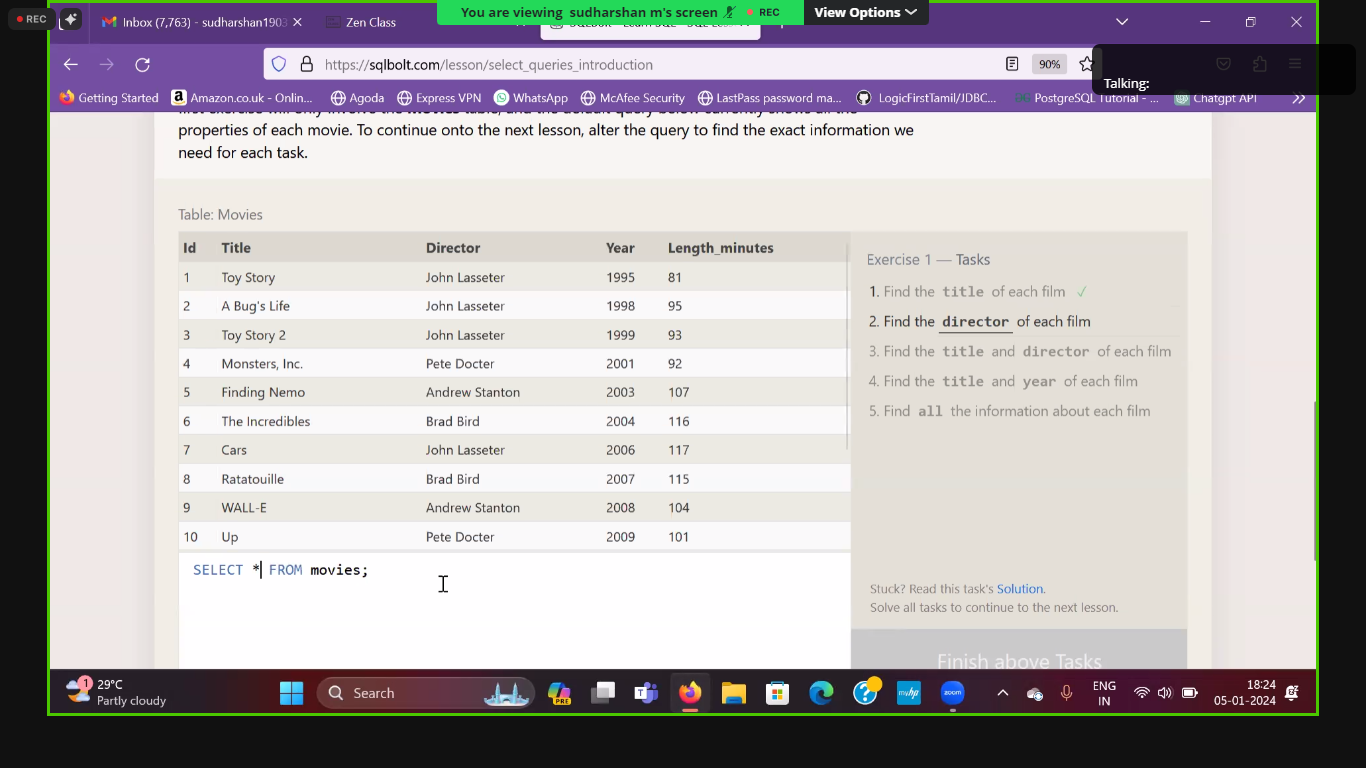 REC
You are viewing sudharshan m's screen
REC
View Options
Inbox (7,763) - sudharshan1903
Zen Class
https://sqlbolt.com/lesson/select_queries_introduction
90%
Talking:
Getting Started
Amazon.co.uk - Onlin...
Agoda
Express VPN
WhatsApp
McAfee Security
LastPass password ma...
LogicFirstTamil/JDBC...
PostgreSQL Tutorial - ...
Chatgpt API
properties of each movie. To continue onto the next lesson, alter the query to find the exact information we
need for each task.
Table: Movies
Id Title Director Year Length_minutes
1 Toy Story John Lasseter 1995 81
2 A Bug's Life John Lasseter 1998 95
3 Toy Story 2 John Lasseter 1999 93
4 Monsters, Inc. Pete Docter 2001 92
5 Finding Nemo Andrew Stanton 2003 107
6 The Incredibles Brad Bird 2004 116
7 Cars John Lasseter 2006 117
8 Ratatouille Brad Bird 2007 115
9 WALL-E Andrew Stanton 2008 104
10 Up Pete Docter 2009 101
SELECT * FROM movies;
Exercise 1 — Tasks
1. Find the title of each film ✓
2. Find the director of each film
3. Find the title and director of each film
4. Find the title and year of each film
5. Find all the information about each film
Stuck? Read this task's Solution.
Solve all tasks to continue to the next lesson.
Finish above Tasks
1
29°C
Partly cloudy
Search
PRE
myhp
zoom
ENG
IN
18:24
05-01-2024